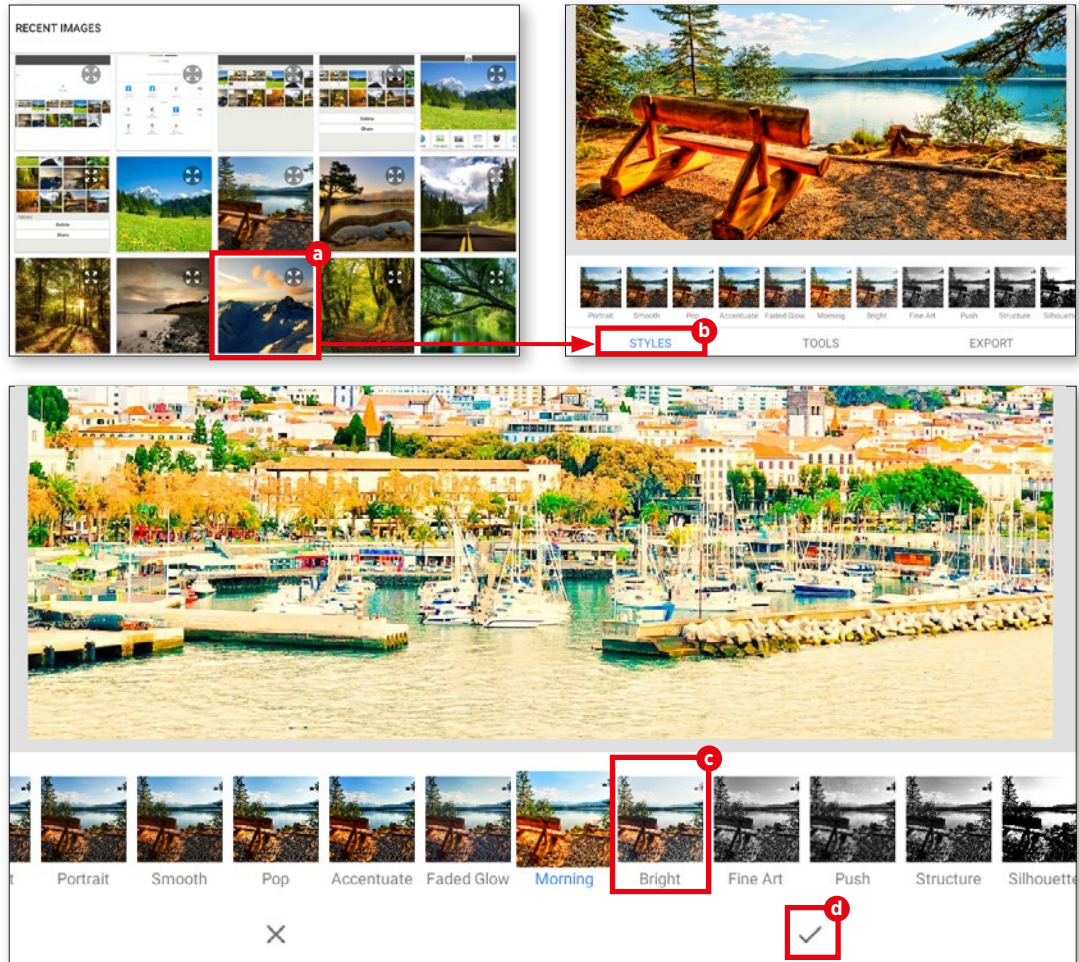 RECENT IMAGES
Delete
Share
Delete
Share
a
Portrait
Smooth
Pop
Accentuate
Faded Glow
Morning
Bright
Fine Art
Push
Structure
Silhouette
b
STYLES
TOOLS
EXPORT
c
t
Portrait
Smooth
Pop
Accentuate
Faded Glow
Morning
Bright
Fine Art
Push
Structure
Silhouette
d